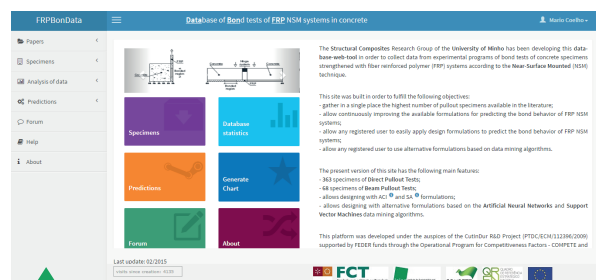 FRPBonData
Database of Bond tests of FRP NSM systems in concrete
Mario Coelho
Papers
Specimens
Analysis of data
Predictions
Forum
Help
About
Specimens
Database statistics
Predictions
Generate Chart
Forum
About
The Structural Composites Research Group of the University of Minho has been developing this data-
base-web-tool in order to collect data from experimental programs of bond tests of concrete specimens
strengthened with fiber reinforced polymer (FRP) systems according to the Near-Surface Mounted (NSM)
technique.
This site was built in order to fulfill the following objectives:
- gather in a single place the highest number of pullout specimens available in the literature;
- allow continuously improving the available formulations for predicting the bond behavior of FRP NSM
systems;
- allow any registered user to easily apply design formulations to predict the bond behavior of FRP NSM
systems;
- allow any registered user to use alternative formulations based on data mining algorithms.
The present version of this site has the following main features:
- 363 specimens of Direct Pullout Tests;
- 68 specimens of Beam Pullout Tests;
- allows designing with ACI and SA formulations;
- allows designing with alternative formulations based on the Artificial Neural Networks and Support
Vector Machines data mining algorithms.
This platform was developed under the auspices of the CutInDur R&D Project (PTDC/ECM/112396/2009)
supported by FEDER funds through the Operational Program for Competitiveness Factors - COMPETE and
Last update: 02/2015
FCT